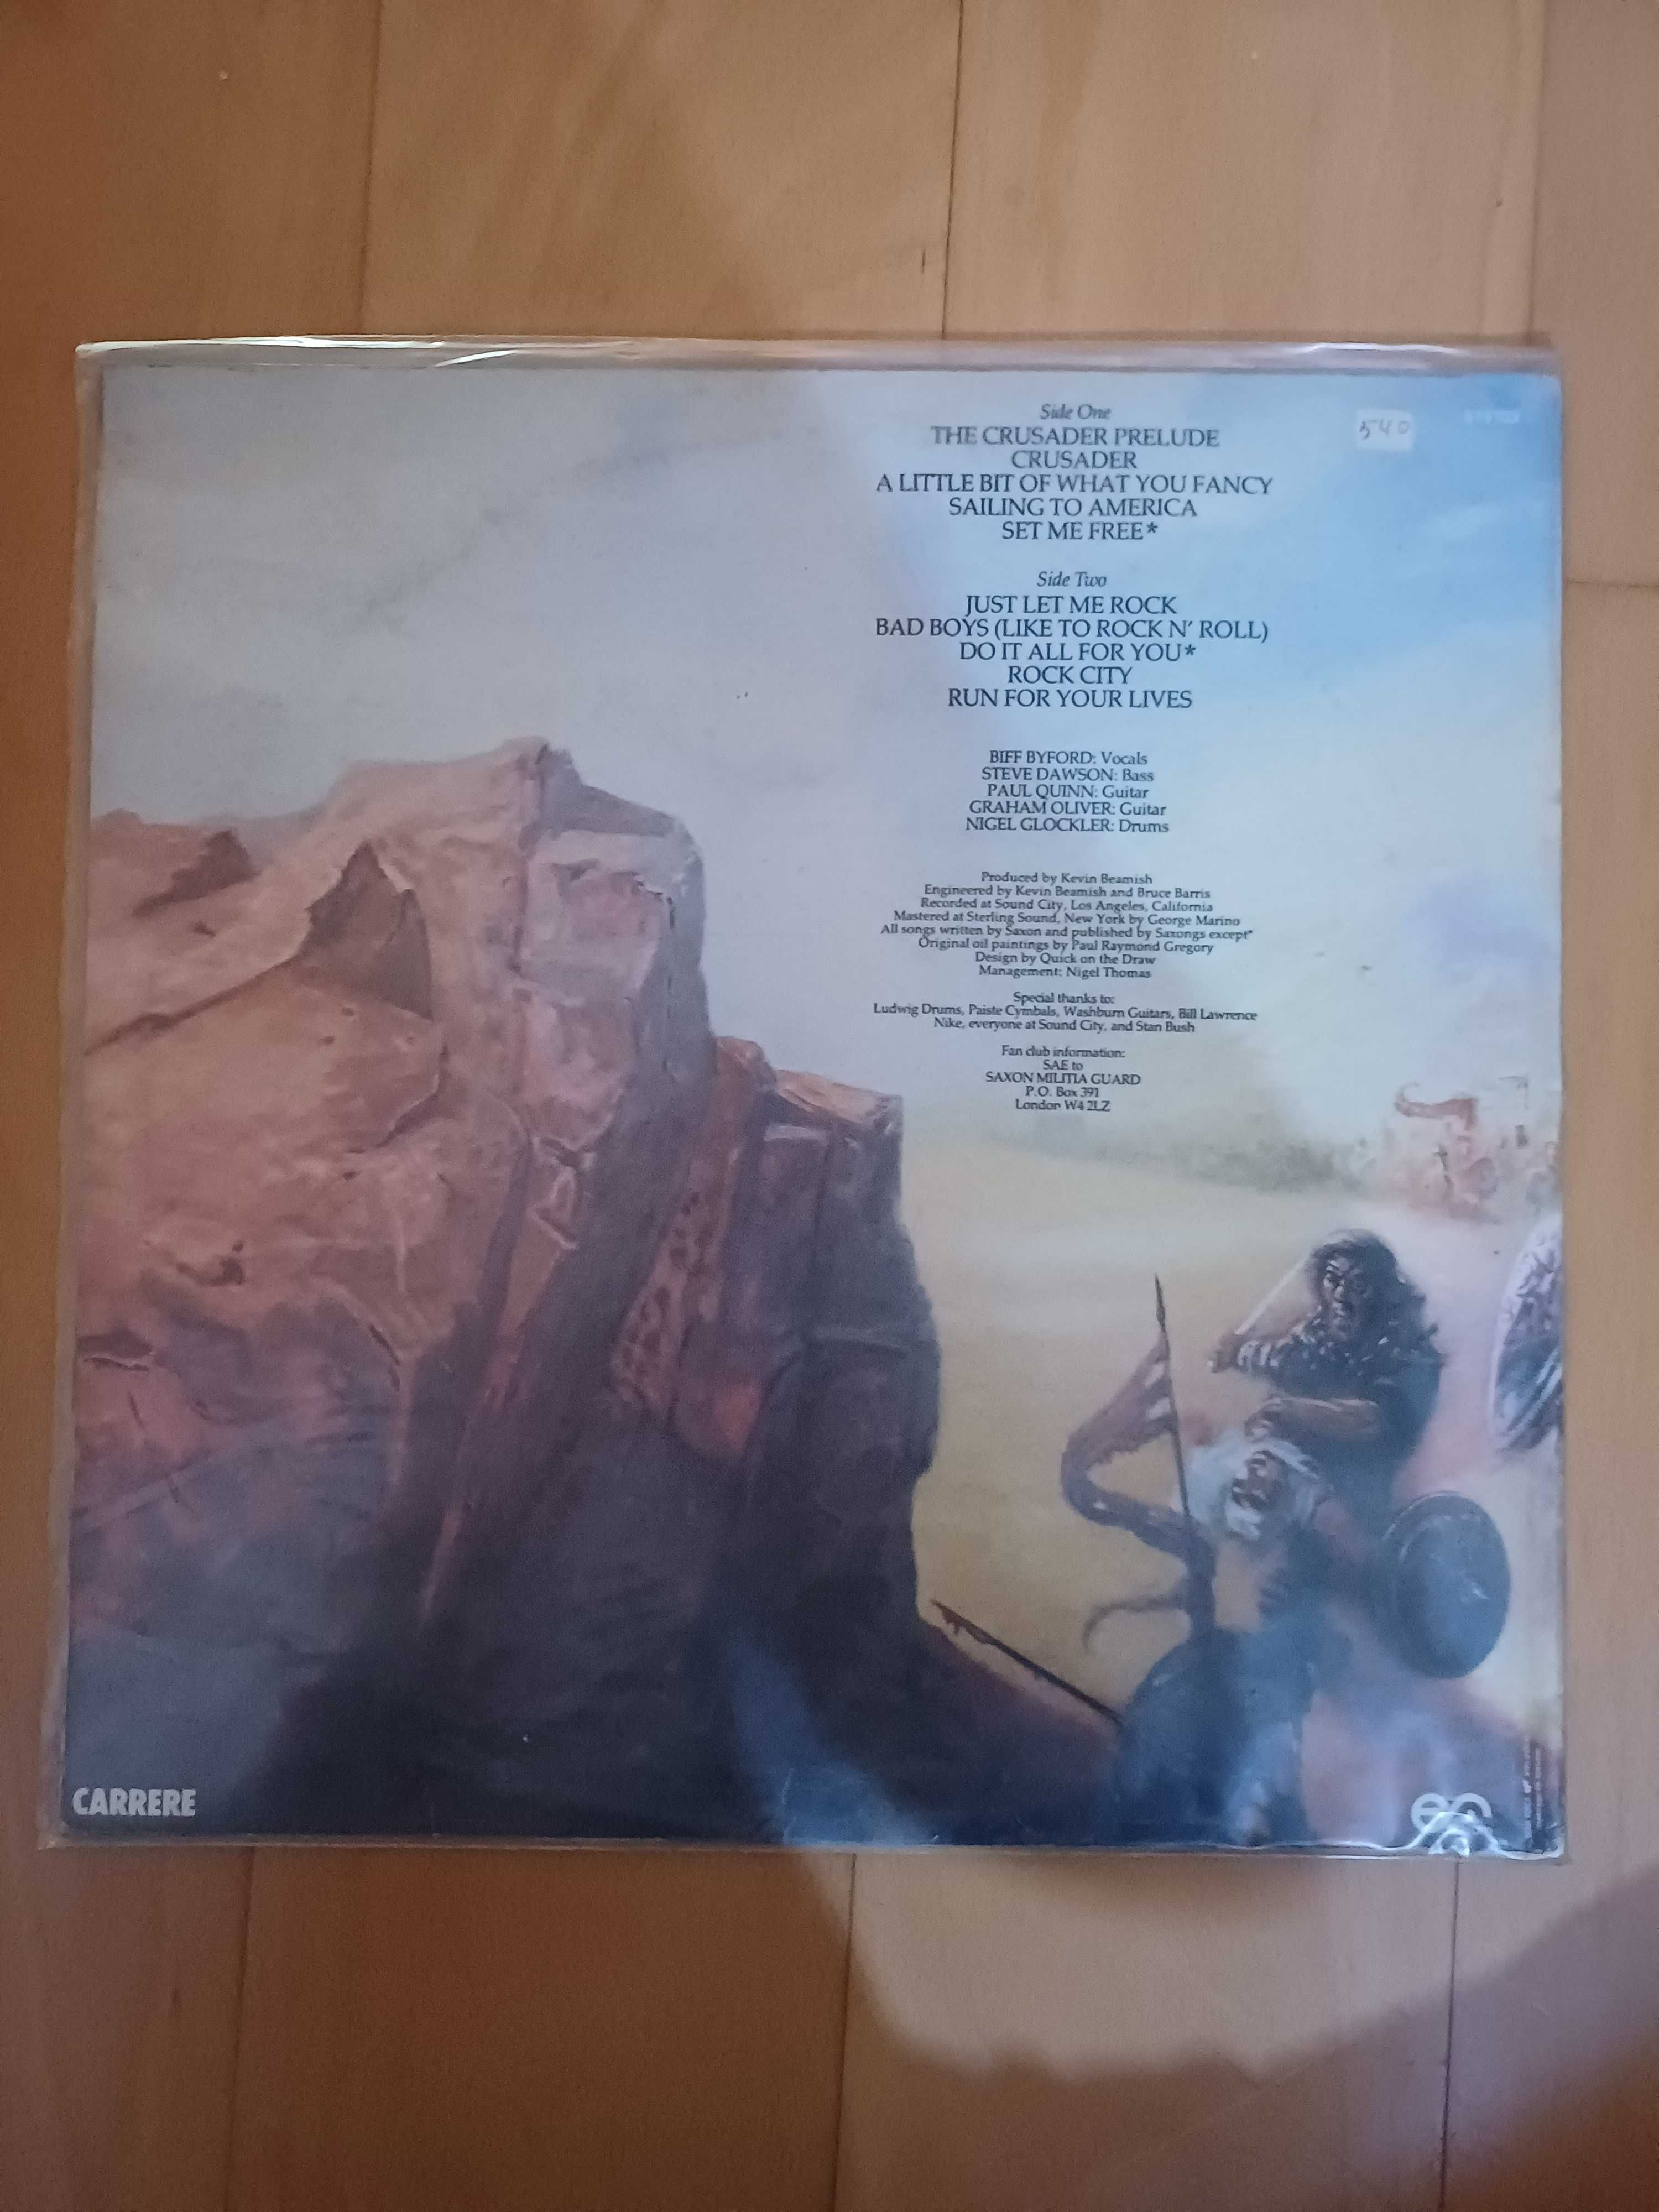 Side One
THE CRUSADER PRELUDE
CRUSADER
A LITTLE BIT OF WHAT YOU FANCY
SAILING TO AMERICA
SET ME FREE*
540
Side Two
JUST LET ME ROCK
BAD BOYS (LIKE TO ROCK N' ROLL)
DO IT ALL FOR YOU*
ROCK CITY
RUN FOR YOUR LIVES
BIFF BYFORD: Vocals
STEVE DAWSON: Bass
PAUL QUINN: Guitar
GRAHAM OLIVER: Guitar
NIGEL GLOCKLER: Drums
Produced by Kevin Beamish
Engineered by Kevin Beamish and Bruce Barris
Recorded at Sound City, Los Angeles, California
Mastered at Sterling Sound, New York by George Marino
All songs written by Saxon and published by Saxongs except*
Original oil paintings by Paul Raymond Gregory
Design by Quick on the Draw
Management: Nigel Thomas
Special thanks to:
Ludwig Drums, Paiste Cymbals, Washburn Guitars, Bill Lawrence
Nike, everyone at Sound City, and Stan Bush
Fan club information:
SAE to
SAXON MILITIA GUARD
P.O. Box 391
London W4 2LZ
CARRERE